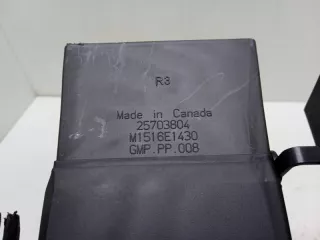 R3
Made in Canada
25703804
M1516E1430
GMP.PP.008